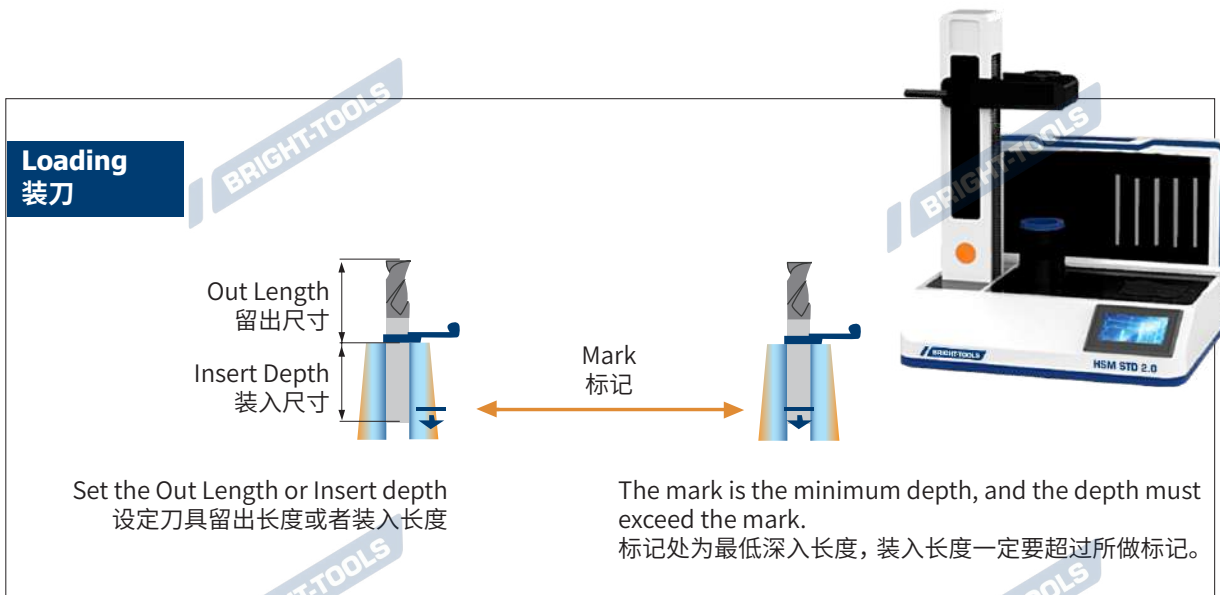 BRIGHT-TOOLS
BRIGHT-TOOLS
Loading
装刀
Out Length
留出尺寸
Insert Depth
装入尺寸
Mark
标记
BRIGHT-TOOLS
HSM STD 2.0
Set the Out Length or Insert depth
设定刀具留出长度或者装入长度
The mark is the minimum depth, and the depth must
exceed the mark.
标记处为最低深入长度，装入长度一定要超过所做标记。
HT-TOOLS
OOLS